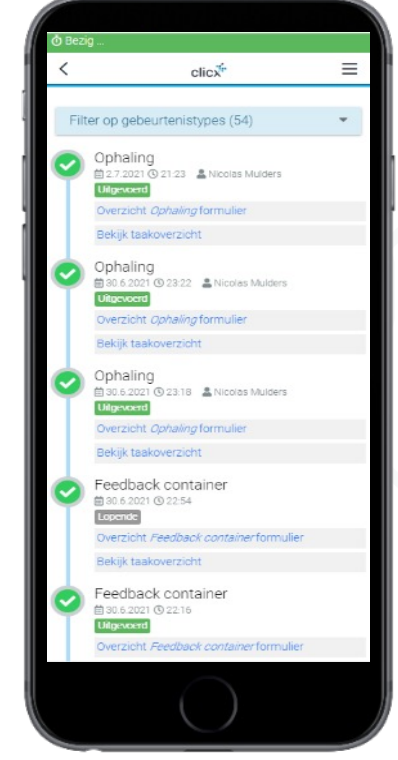 Bezig ...
clicx
Filter op gebeurtenistypes (54)
Ophaling
2.7.2021 21:23 Nicolas Mulders
Uitgevoerd
Overzicht Ophaling formulier
Bekijk taakoverzicht
Ophaling
30.6.2021 23:22 Nicolas Mulders
Uitgevoerd
Overzicht Ophaling formulier
Bekijk taakoverzicht
Ophaling
30.6.2021 23:18 Nicolas Mulders
Uitgevoerd
Overzicht Ophaling formulier
Bekijk taakoverzicht
Feedback container
30.6.2021 22:54
Lopende
Overzicht Feedback container formulier
Bekijk taakoverzicht
Feedback container
30.6.2021 22:16
Uitgevoerd
Overzicht Feedback container formulier